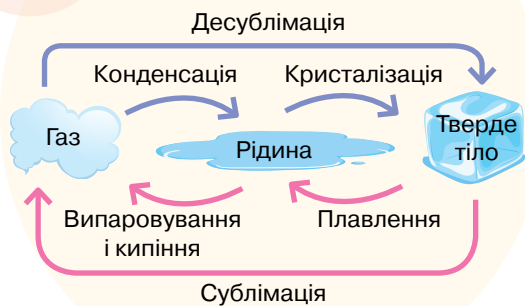 Десублімація
Конденсація
Кристалізація
Газ
Рідина
Тверде
тіло
Випаровування
і кипіння
Плавлення
Сублімація